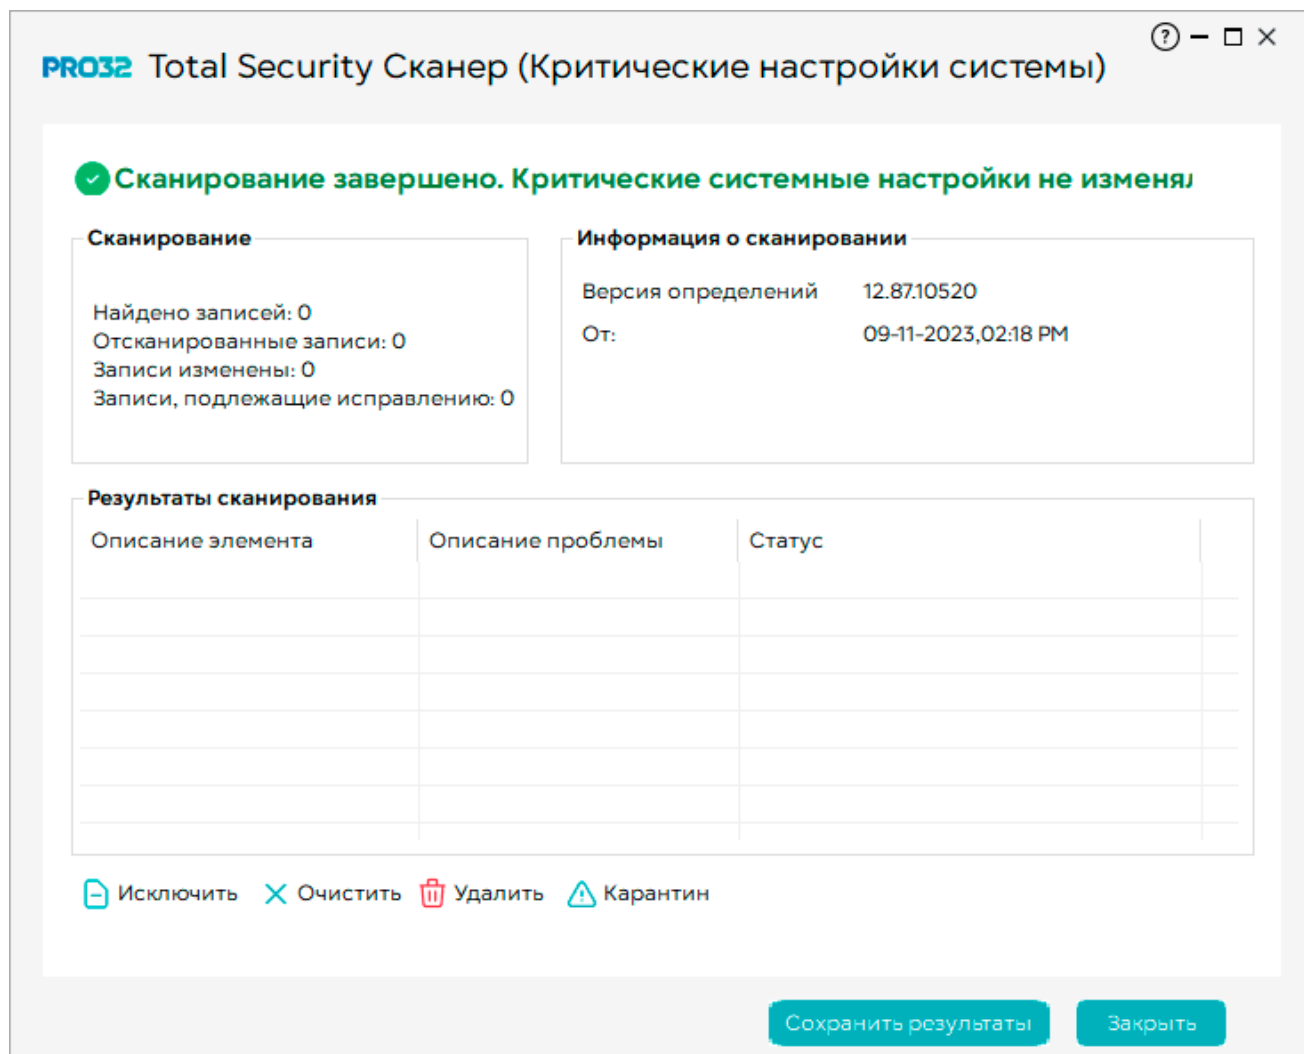 PRO32 Total Security Сканер (Критические настройки системы)
Сканирование завершено. Критические системные настройки не изменял
Сканирование
Найдено записей: 0
Отсканированные записи: 0
Записи изменены: 0
Записи, подлежащие исправлению: 0
Информация о сканировании
Версия определений 12.87.10520
От: 09-11-2023,02:18 PM
Результаты сканирования
Описание элемента Описание проблемы Статус
Исключить Очистить Удалить Карантин
Сохранить результаты Закрыть